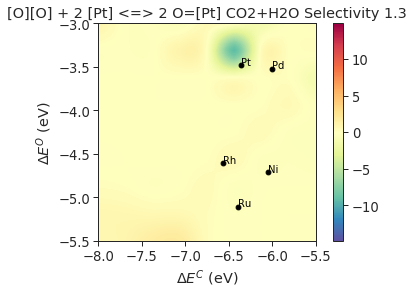 [O][O] + 2 [Pt] <=> 2 O=[Pt] CO2+H2O Selectivity 1.3
−3.0
−3.5
−4.0
−4.5
−5.0
−5.5
ΔE^O (eV)
Pt
Pd
Rh
Ni
Ru
−8.0 −7.5 −7.0 −6.5 −6.0 −5.5
ΔE^C (eV)
10
5
0
−5
−10